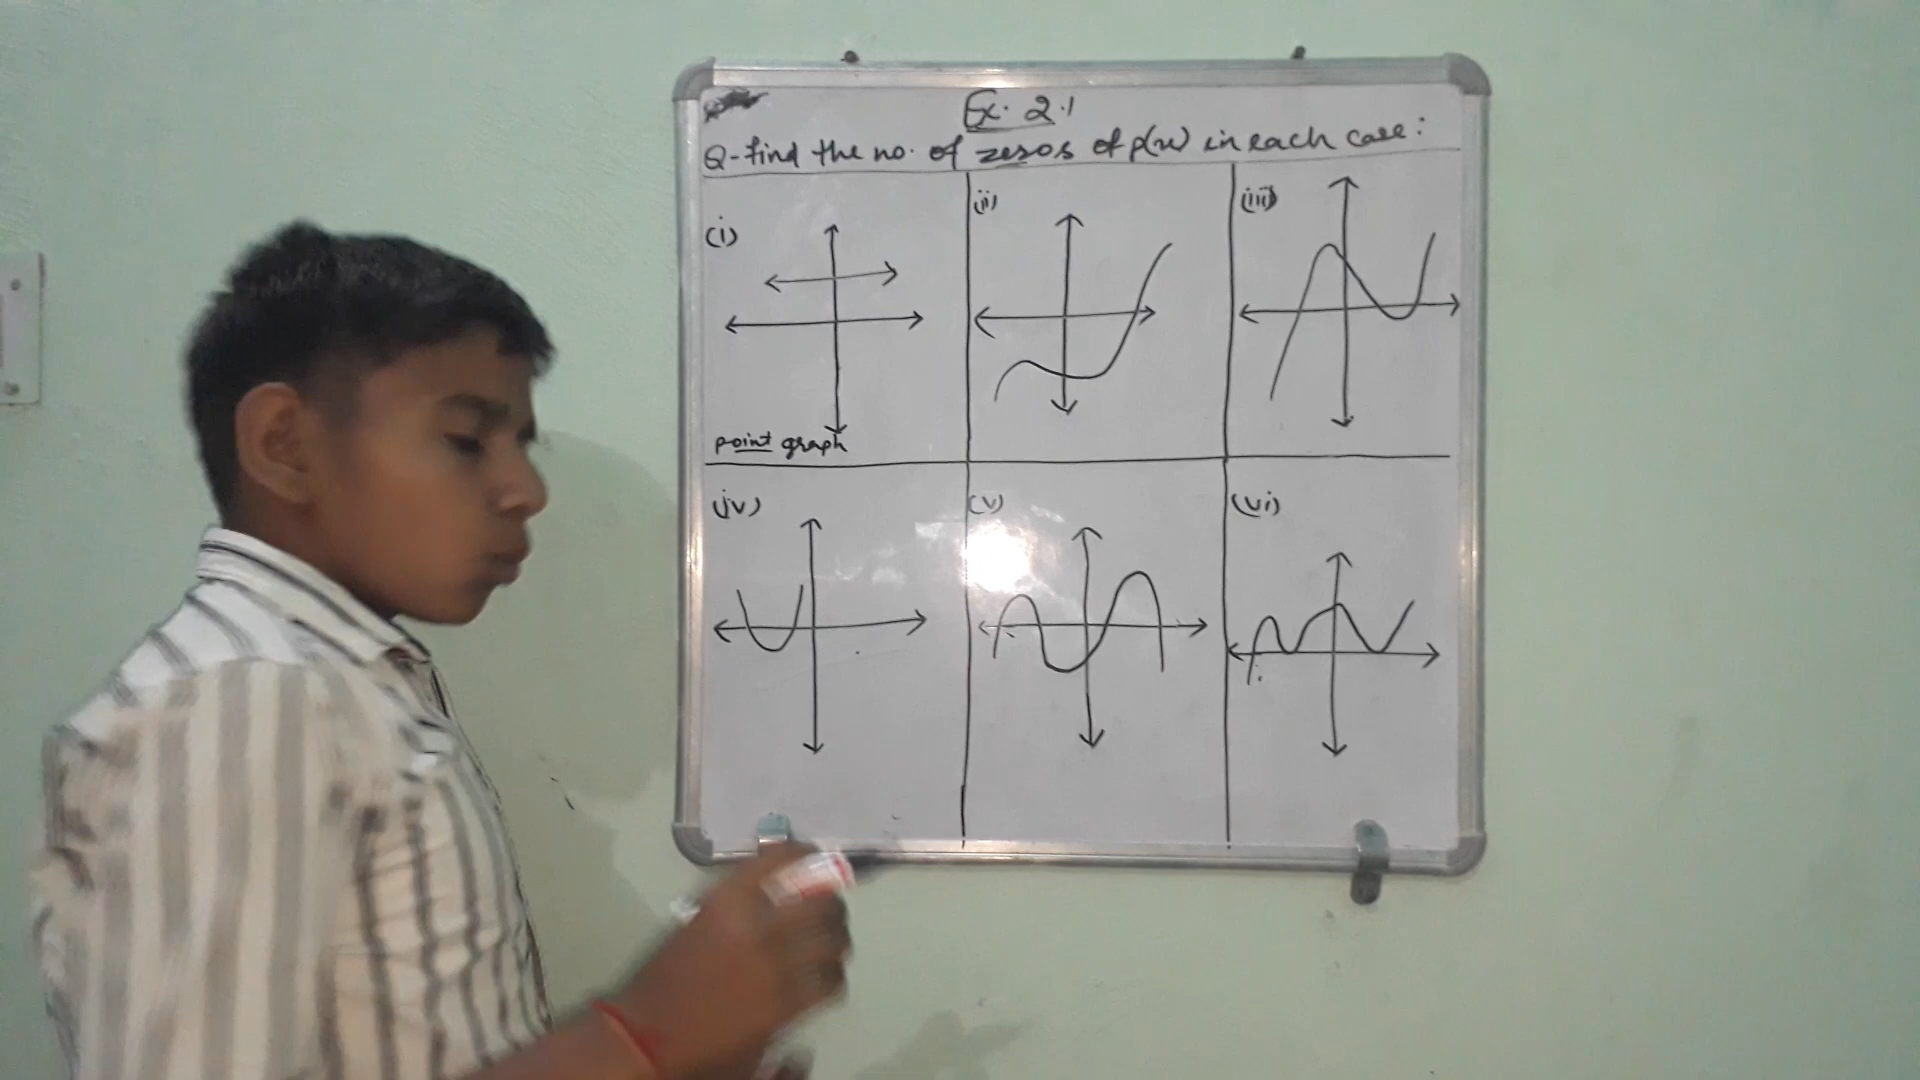 Ex. 2.1
Q-find the no. of zeros of p(x) in each case:
(i)
(ii)
(iii)
point graph
(iv)
(v)
(vi)